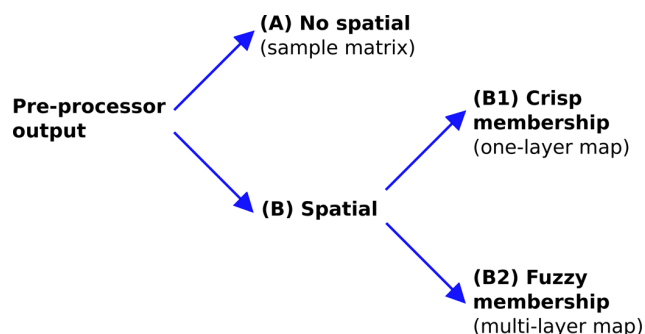 (A) No spatial
(sample matrix)
Pre-processor
output
(B1) Crisp
membership
(one-layer map)
(B) Spatial
(B2) Fuzzy
membership
(multi-layer map)